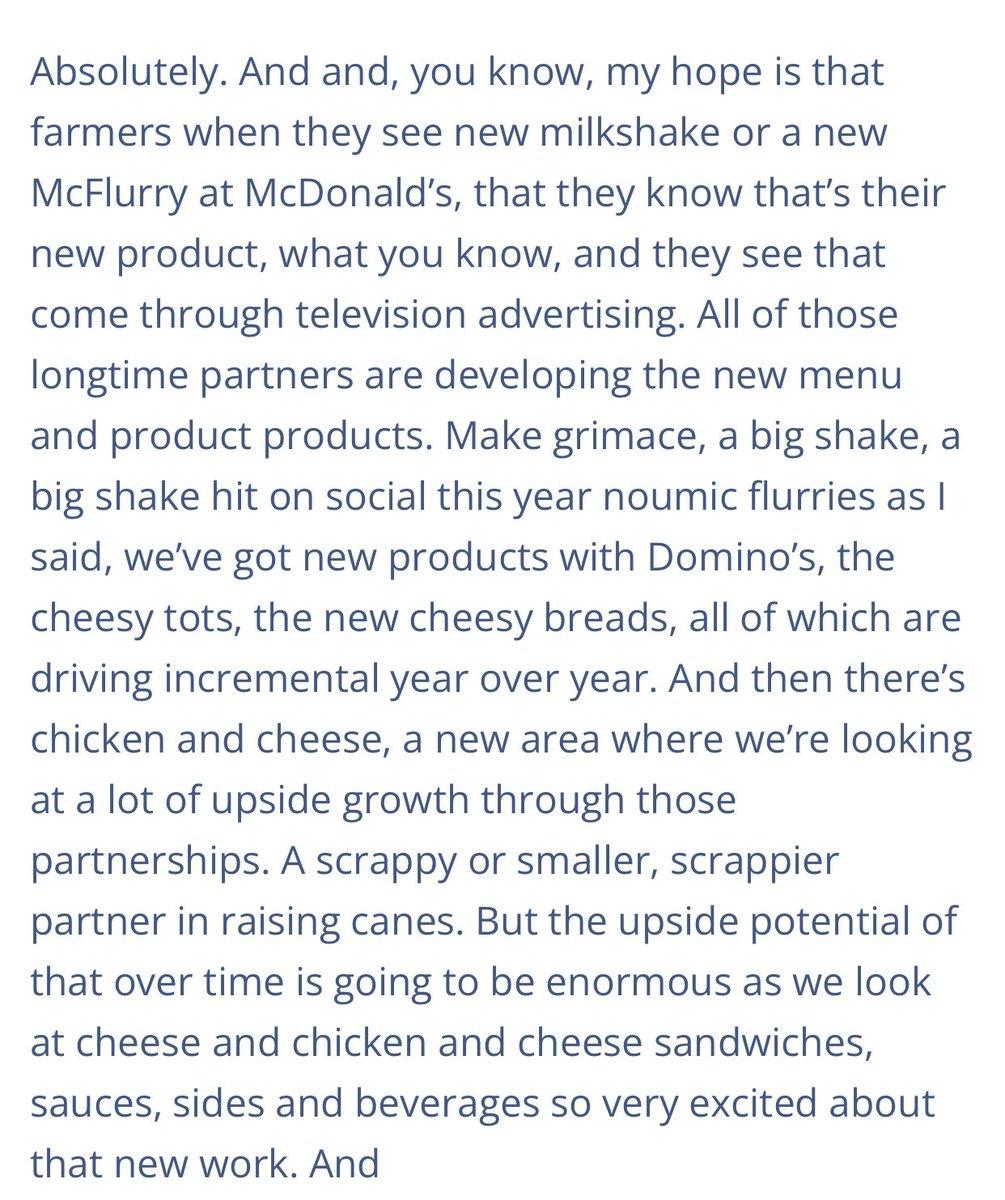 Absolutely. And and, you know, my hope is that
farmers when they see new milkshake or a new
McFlurry at McDonald’s, that they know that’s their
new product, what you know, and they see that
come through television advertising. All of those
longtime partners are developing the new menu
and product products. Make grimace, a big shake, a
big shake hit on social this year noumic flurries as I
said, we’ve got new products with Domino’s, the
cheesy tots, the new cheesy breads, all of which are
driving incremental year over year. And then there’s
chicken and cheese, a new area where we’re looking
at a lot of upside growth through those
partnerships. A scrappy or smaller, scrappier
partner in raising canes. But the upside potential of
that over time is going to be enormous as we look
at cheese and chicken and cheese sandwiches,
sauces, sides and beverages so very excited about
that new work. And